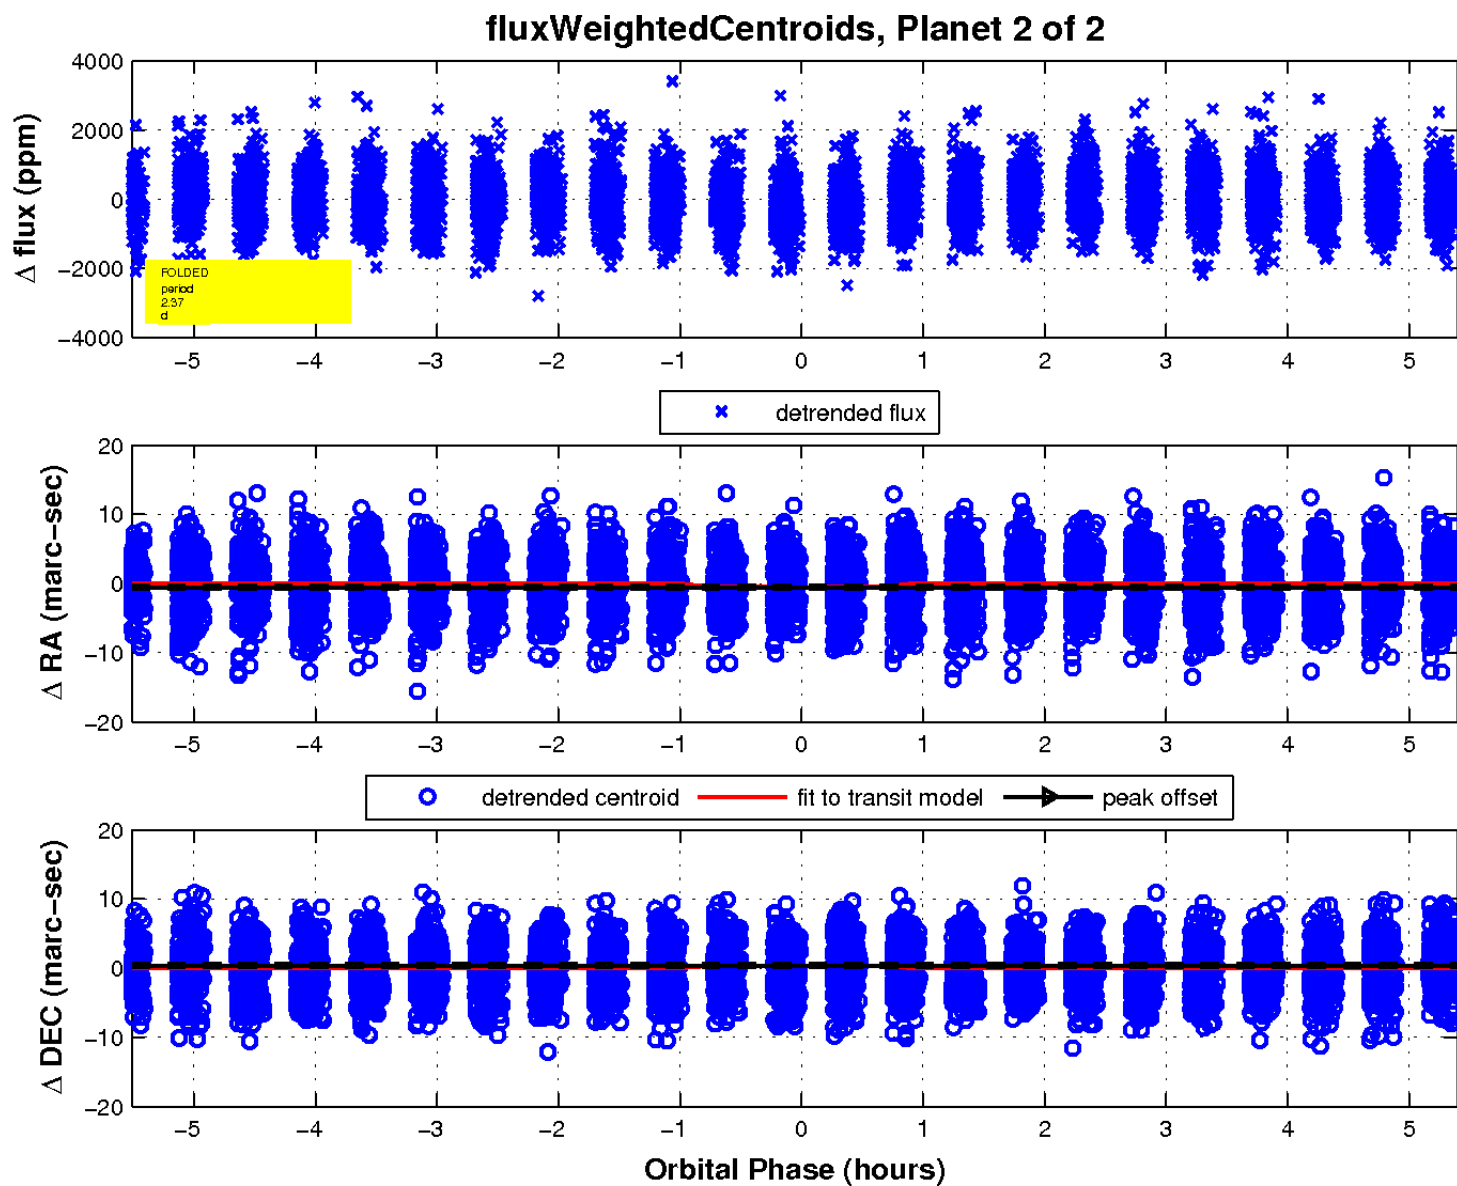 fluxWeightedCentroids, Planet 2 of 2
Δ flux (ppm)
4000
2000
0
−2000
−4000
FOLDED
period
2.37
d
−5 −4 −3 −2 −1 0 1 2 3 4 5
detrended flux
Δ RA (marc−sec)
20
10
0
−10
−20
−5 −4 −3 −2 −1 0 1 2 3 4 5
detrended centroid fit to transit model peak offset
Δ DEC (marc−sec)
20
10
0
−10
−20
−5 −4 −3 −2 −1 0 1 2 3 4 5
Orbital Phase (hours)